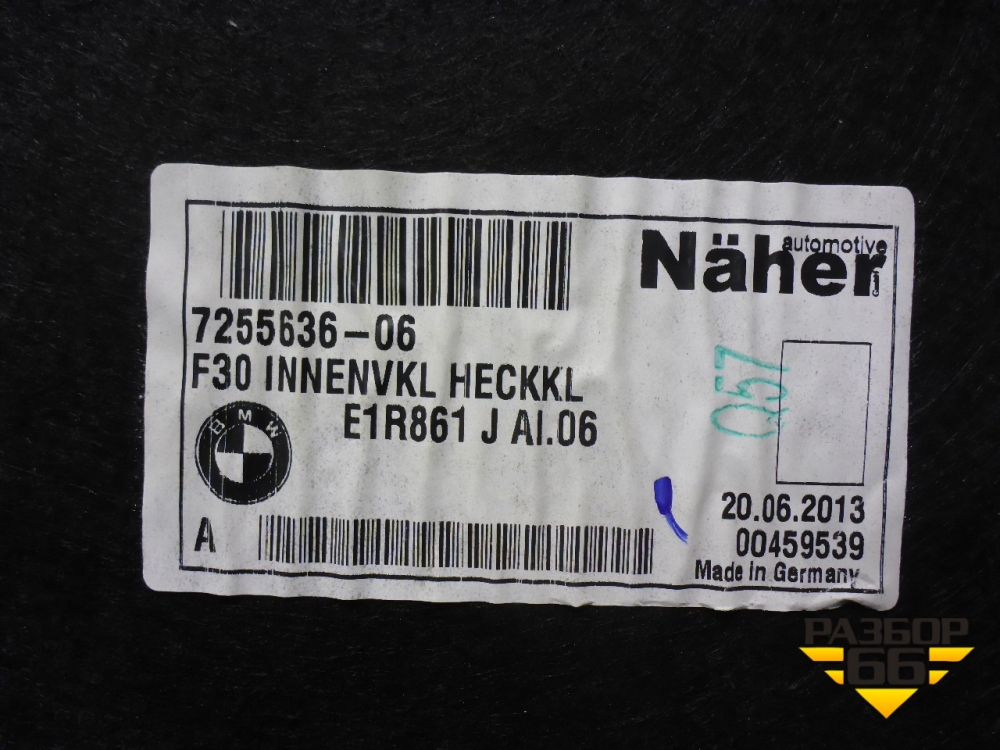 automotive
Näher
7255636-06
F30 INNENVKL HECKKL
E1R861 J AI.06
BMW
057
A
20.06.2013
00459539
Made in Germany
РАЗБОР
66